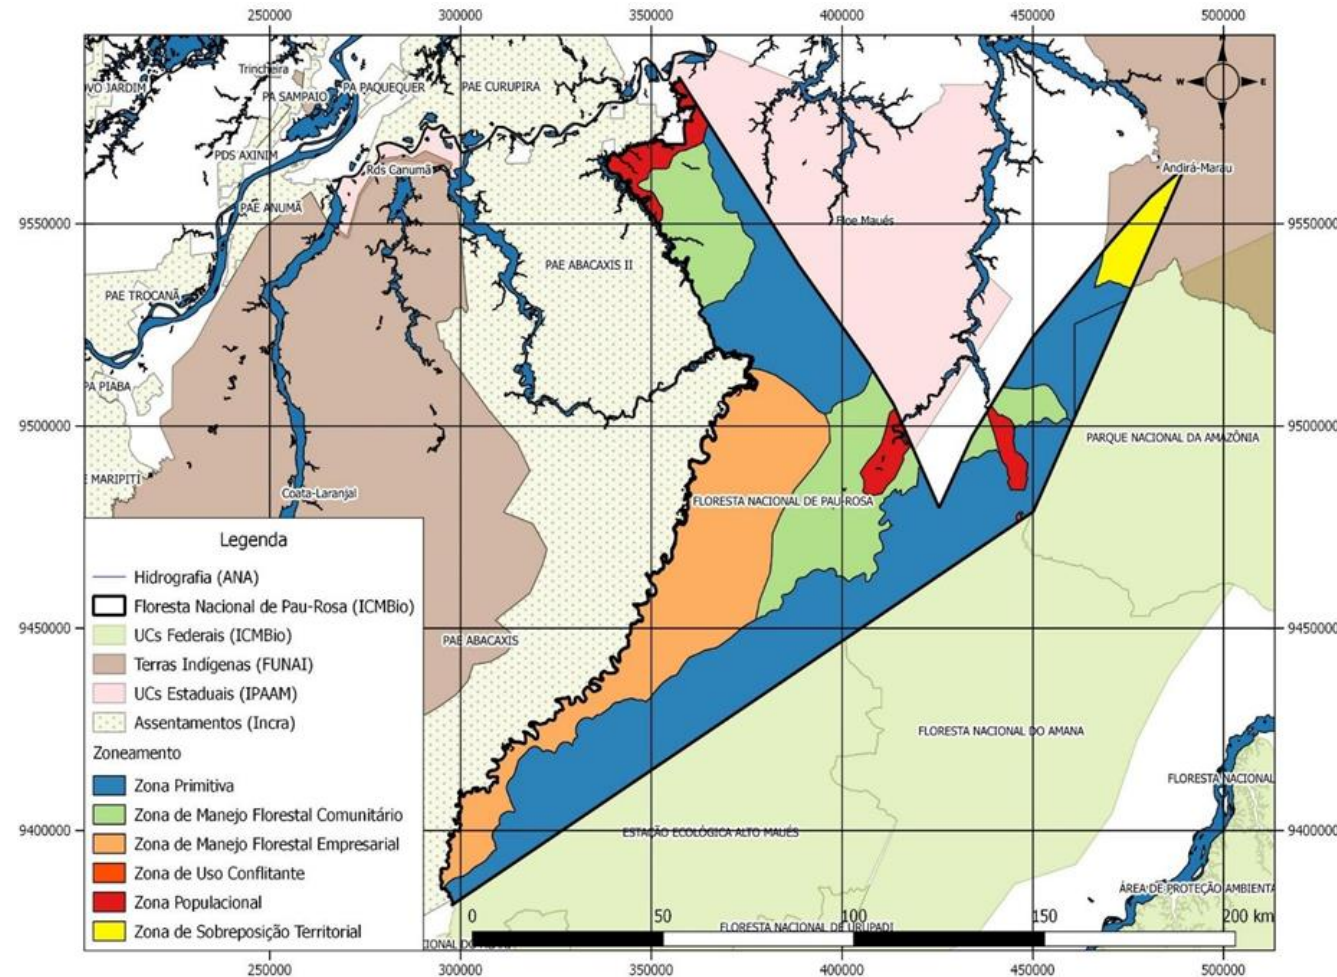 250000 300000 350000 400000 450000 500000
Trincheira
OVO JARDIM
PA SAMPAIO
PA PAQUEQUER
PAE CURUPIRA
N
W E
S
PDS AXINIM
Rds Canumã
Andirá-Marau
PAE ANUMÃ
9550000 9550000
Floe Maués
PAE ABACAXIS II
PAE TROCANÃ
PA PIABA
9500000 9500000
PARQUE NACIONAL DA AMAZÔNIA
E MARIPITI
Coata-Laranjal
FLORESTA NACIONAL DE PAU-ROSA
Legenda
Hidrografia (ANA)
Floresta Nacional de Pau-Rosa (ICMBio)
UCs Federais (ICMBio)
Terras Indígenas (FUNAI)
UCs Estaduais (IPAAM)
Assentamentos (Incra)
Zoneamento
Zona Primitiva
Zona de Manejo Florestal Comunitário
Zona de Manejo Florestal Empresarial
Zona de Uso Conflitante
Zona Populacional
Zona de Sobreposição Territorial
9450000 9450000
PAE ABACAXIS
FLORESTA NACIONAL DO AMANA
FLORESTA NACIONAL
9400000 9400000
ESTAÇÃO ECOLÓGICA ALTO MAUÉS
ÁREA DE PROTEÇÃO AMBIENTA
0 50 100 150 200 km
FLORESTA NACIONAL DE URUPADI
250000 300000 350000 400000 450000 500000